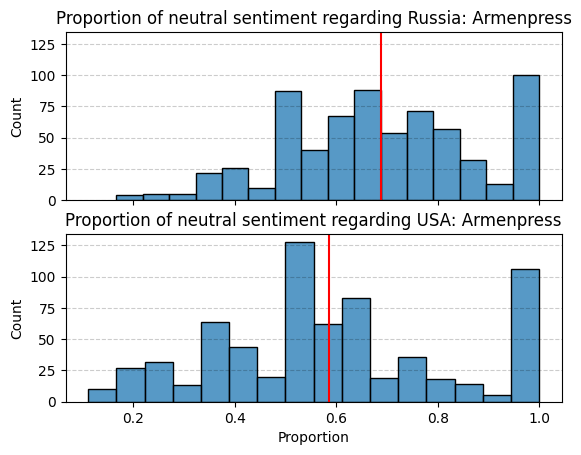 Proportion of neutral sentiment regarding Russia: Armenpress
125
100
75
50
25
0
Count
Proportion of neutral sentiment regarding USA: Armenpress
125
100
75
50
25
0
Count
0.2 0.4 0.6 0.8 1.0
Proportion